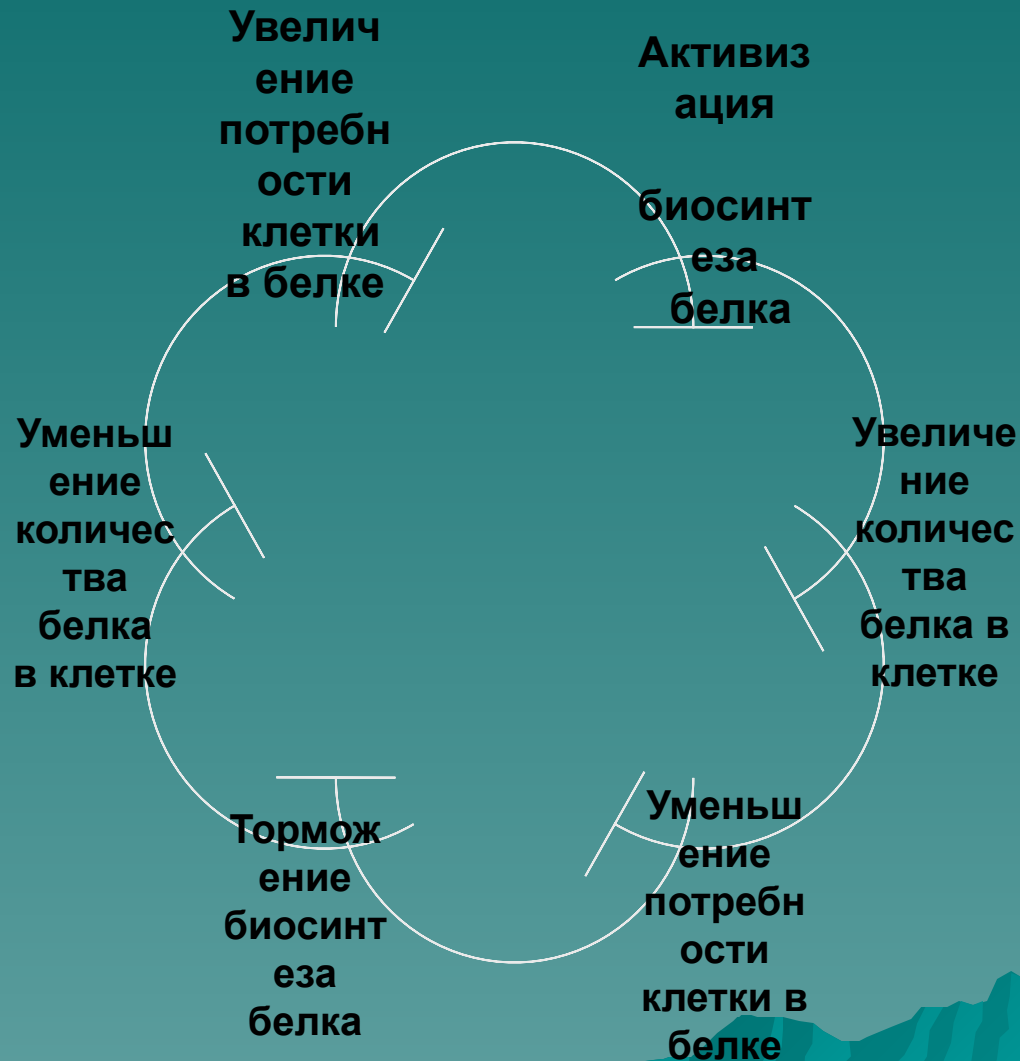 Увелич
ение
потребн
ости
клетки
в белке
Активиз
ация
биосинт
еза
белка
Увеличе
ние
количес
тва
белка в
клетке
Уменьш
ение
потребн
ости
клетки в
белке
Тормож
ение
биосинт
еза
белка
Уменьш
ение
количес
тва
белка
в клетке